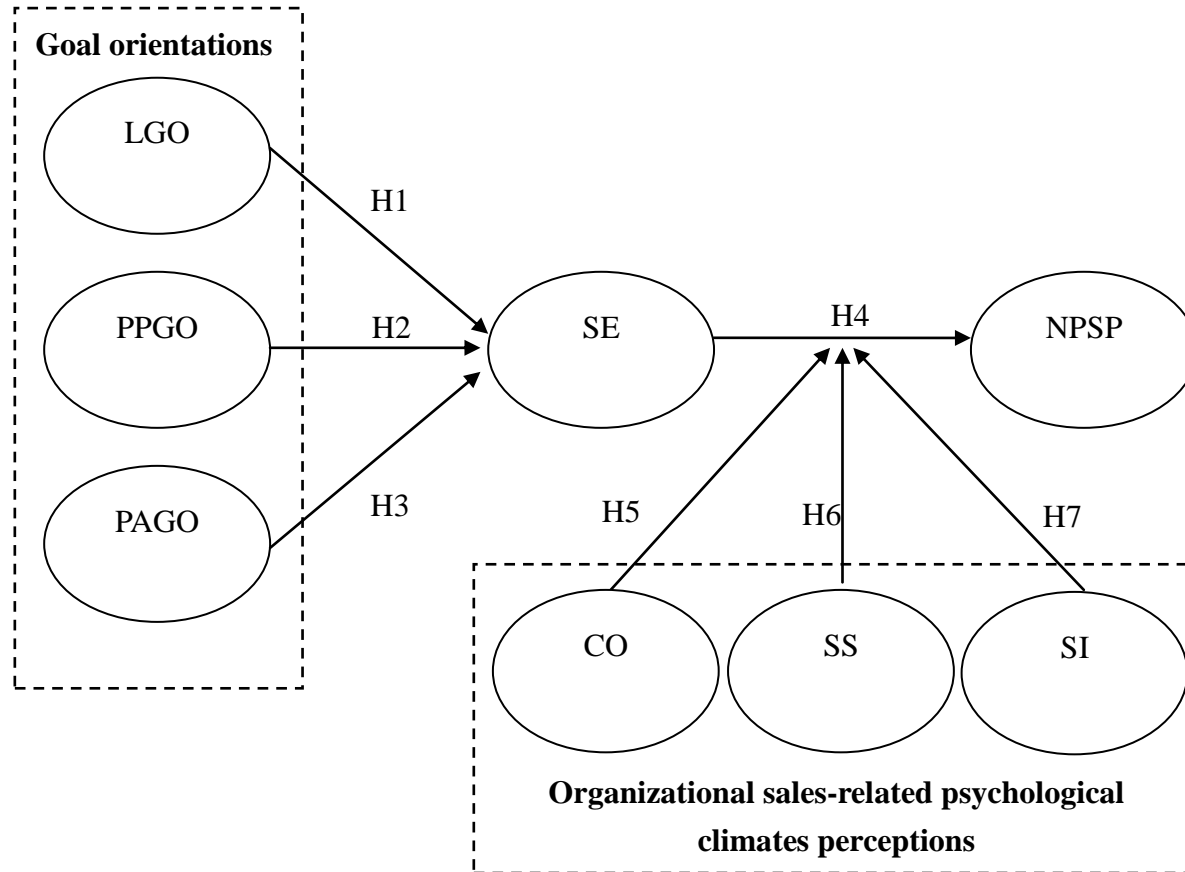 Goal orientations
LGO
H1
PPGO
H2
SE
H4
NPSP
PAGO
H3
H5
H6
H7
CO
SS
SI
Organizational sales-related psychological
climates perceptions